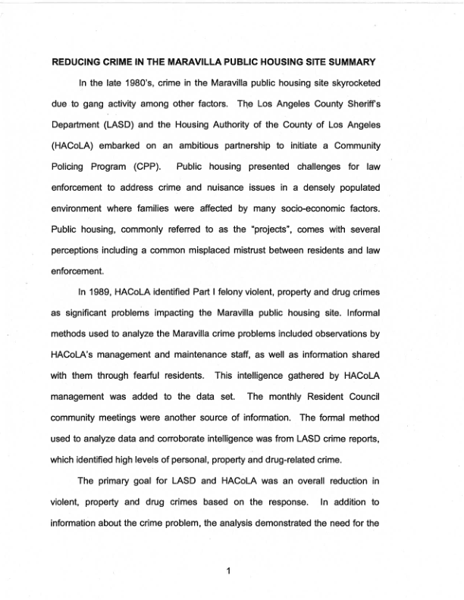 REDUCING CRIME IN THE MARAVILLA PUBLIC HOUSING SITE SUMMARY
In the late 1980's, crime in the Maravilla public housing site skyrocketed
due to gang activity among other factors. The Los Angeles County Sheriff's
Department (LASD) and the Housing Authority of the County of Los Angeles
(HACoLA) embarked on an ambitious partnership to initiate a Community
Policing Program (CPP). Public housing presented challenges for law
enforcement to address crime and nuisance issues in a densely populated
environment where families were affected by many socio-economic factors.
Public housing, commonly referred to as the "projects", comes with several
perceptions including a common misplaced mistrust between residents and law
enforcement.
In 1989, HACoLA identified Part I felony violent, property and drug crimes
as significant problems impacting the Maravilla public housing site. Informal
methods used to analyze the Maravilla crime problems included observations by
HACoLA's management and maintenance staff, as well as information shared
with them through fearful residents. This intelligence gathered by HACoLA
management was added to the data set. The monthly Resident Council
community meetings were another source of information. The formal method
used to analyze data and corroborate intelligence was from LASD crime reports,
which identified high levels of personal, property and drug-related crime.
The primary goal for LASD and HACoLA was an overall reduction in
violent, property and drug crimes based on the response. In addition to
information about the crime problem, the analysis demonstrated the need for the
1